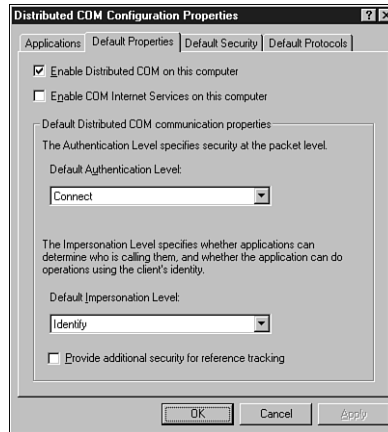 Distributed COM Configuration Properties
Applications Default Properties Default Security Default Protocols
Enable Distributed COM on this computer
Enable COM Internet Services on this computer
Default Distributed COM communication properties
The Authentication Level specifies security at the packet level.
Default Authentication Level:
Connect
The Impersonation Level specifies whether applications can
determine who is calling them, and whether the application can do
operations using the client's identity.
Default Impersonation Level:
Identify
Provide additional security for reference tracking
OK Cancel Apply